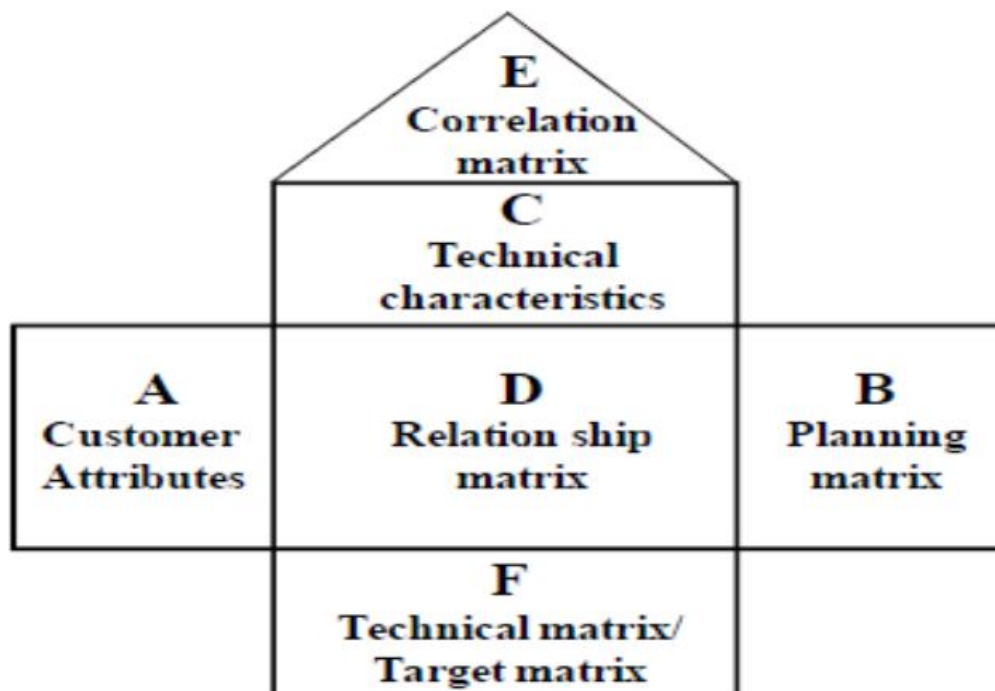 E
Correlation
matrix
C
Technical
characteristics
A
Customer
Attributes
D
Relation ship
matrix
B
Planning
matrix
F
Technical matrix/
Target matrix